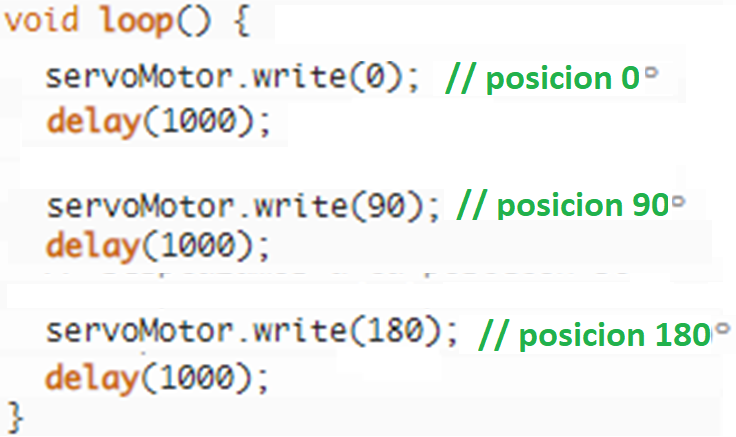 void loop() {
servoMotor.write(0); // posicion 0º
delay(1000);
servoMotor.write(90); // posicion 90º
delay(1000);
servoMotor.write(180); // posicion 180º
delay(1000);
}